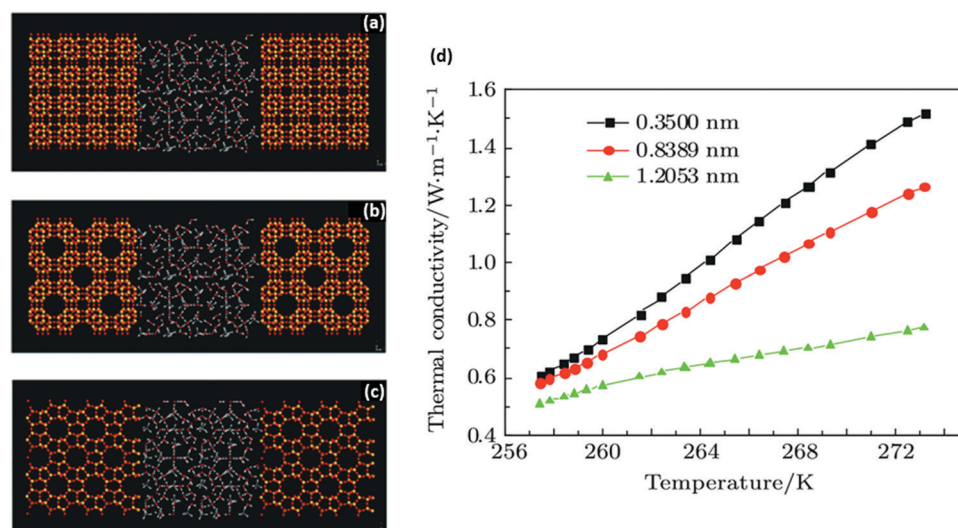 (a)
(b)
(c)
(d)
Thermal conductivity/W·m⁻¹·K⁻¹
1.6
1.4
1.2
1.0
0.8
0.6
0.4
0.3500 nm
0.8389 nm
1.2053 nm
256
260
264
268
272
Temperature/K